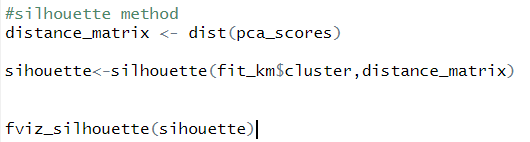 #silhouette method
distance_matrix <- dist(pca_scores)
sihouette<-silhouette(fit_km$cluster,distance_matrix)
fviz_silhouette(sihouette)